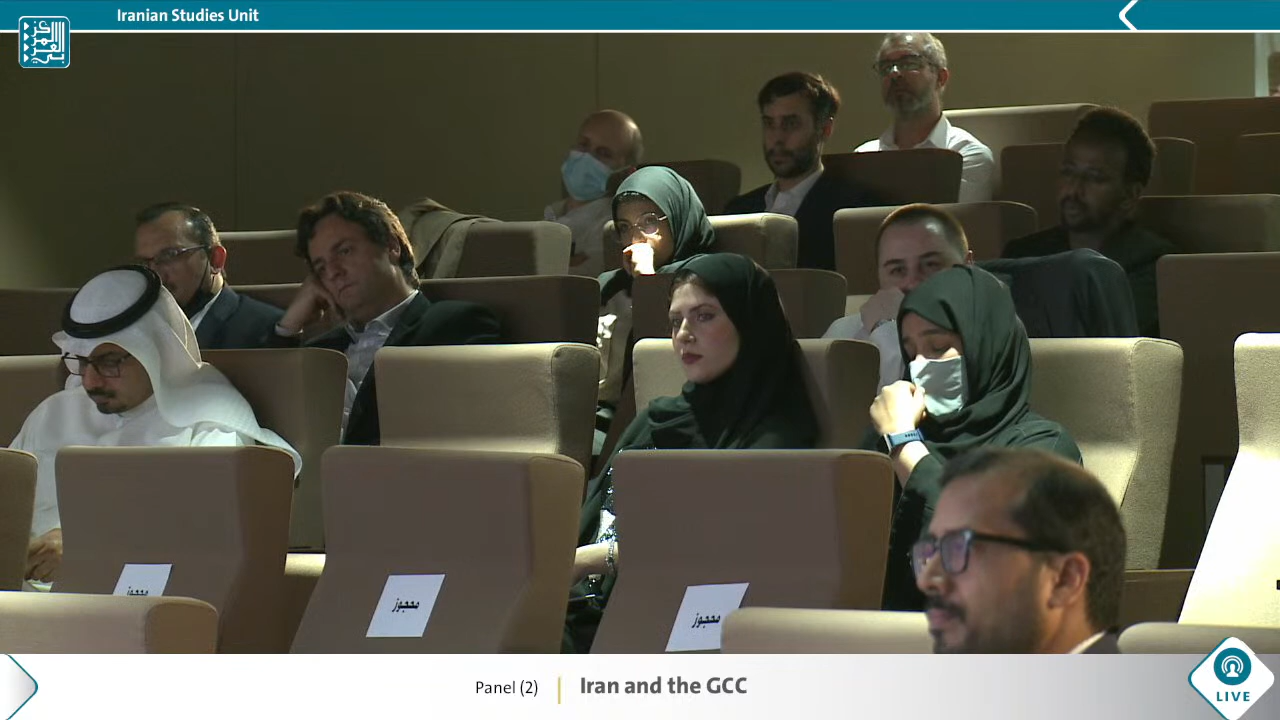 Iranian Studies Unit
محجوز
محجوز
محجوز
Panel (2)
Iran and the GCC
LIVE